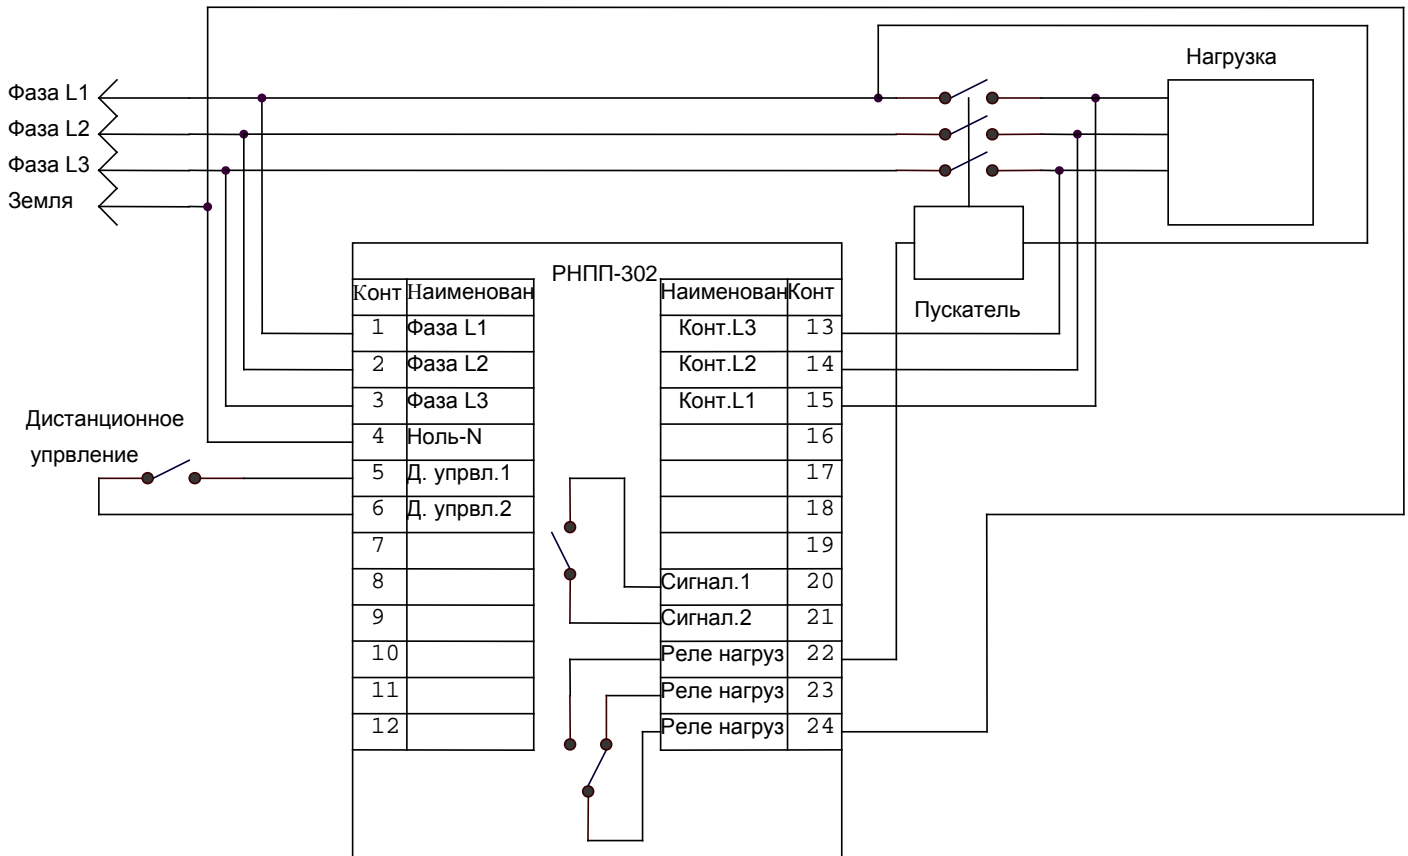 Нагрузка
Фаза L1
Фаза L2
Фаза L3
Земля
РНПП-302
Пускатель
Дистанционное
упрвление
Конт Наименован
1 Фаза L1
2 Фаза L2
3 Фаза L3
4 Ноль-N
5 Д. упрвл.1
6 Д. упрвл.2
7
8
9
10
11
12
Наименован Конт
Конт.L3 13
Конт.L2 14
Конт.L1 15
16
17
18
19
Сигнал.1 20
Сигнал.2 21
Реле нагруз 22
Реле нагруз 23
Реле нагруз 24